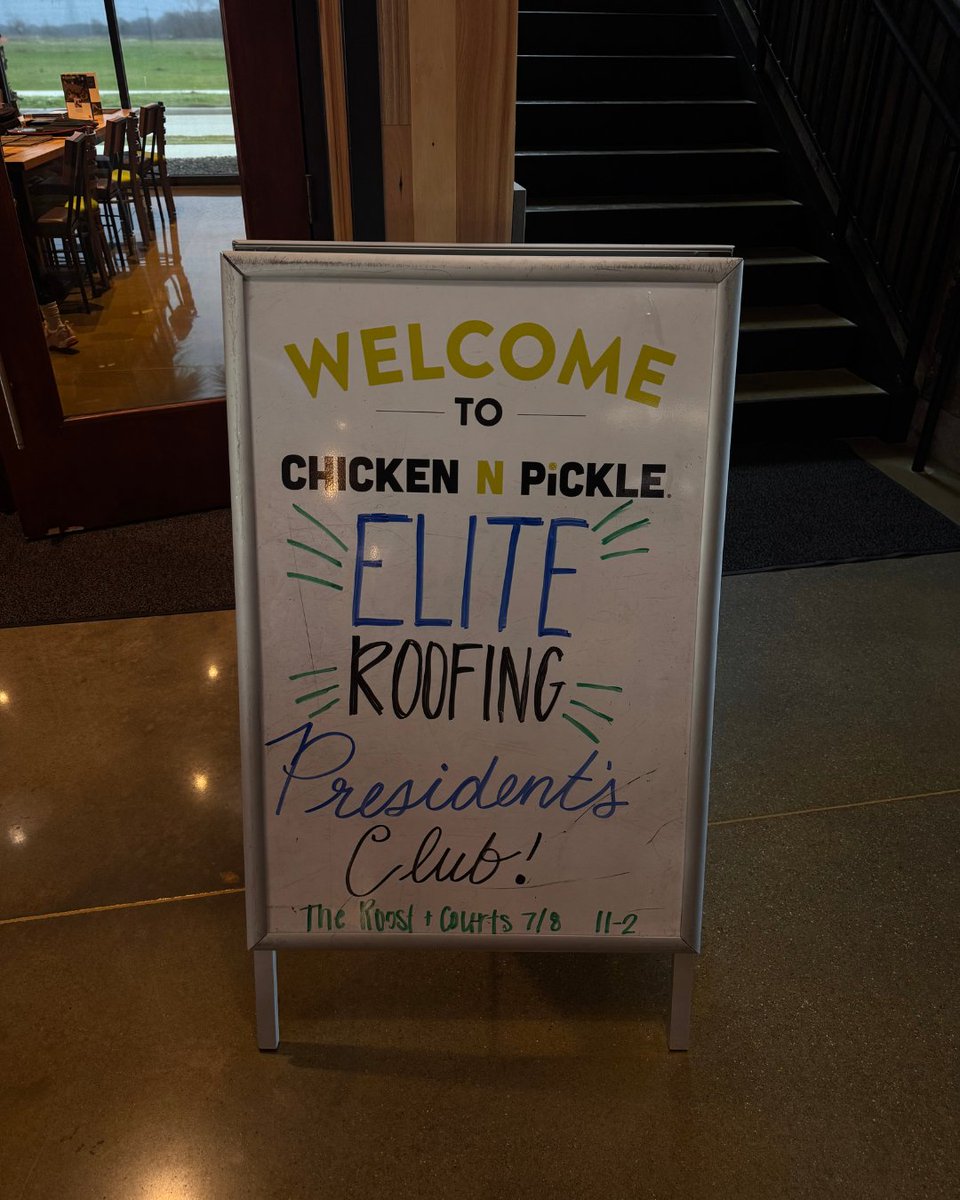 WELCOME
TO
CHICKEN N PiCKLE.
ELITE
ROOFING
President's
Club!
The Roost + Courts 7/8 11-2